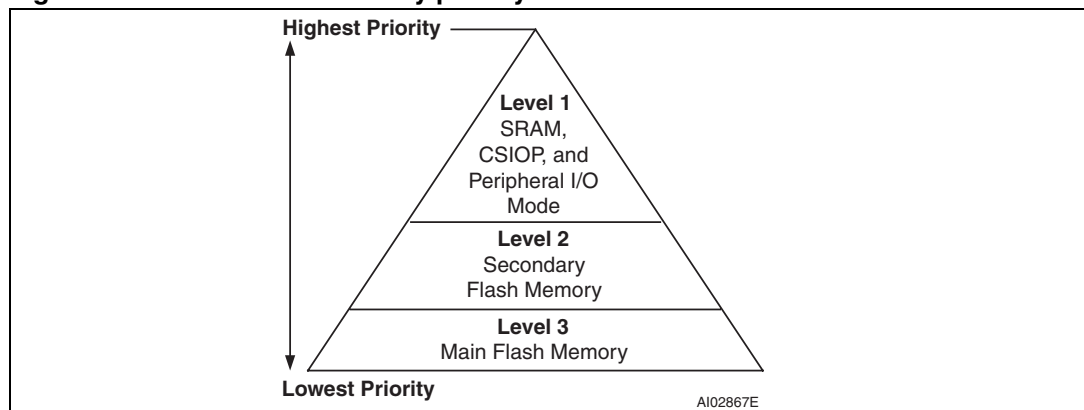 Highest Priority
Level 1
SRAM,
CSIOP, and
Peripheral I/O
Mode
Level 2
Secondary
Flash Memory
Level 3
Main Flash Memory
Lowest Priority
AI02867E